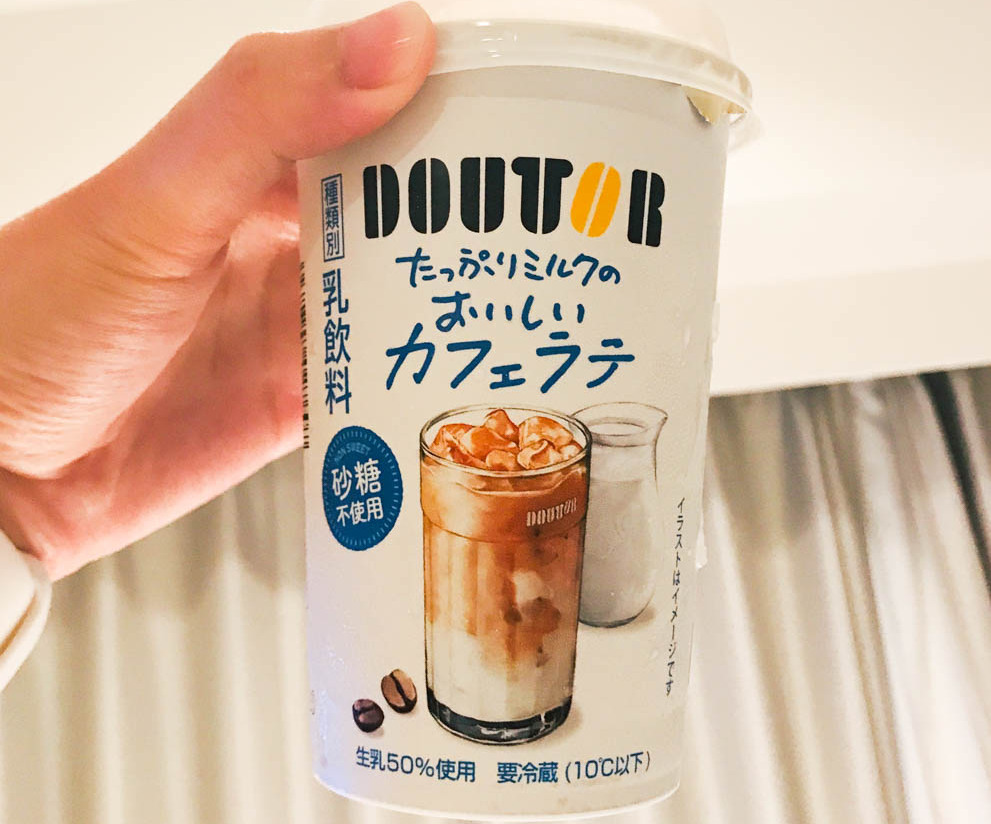 DOUTOR
たっぷりミルクの
おいしい
カフェラテ
種類別 乳飲料
NON SWEET
砂糖
不使用
DOUTOR
イラストはイメージです
生乳50%使用 要冷蔵(10℃以下)